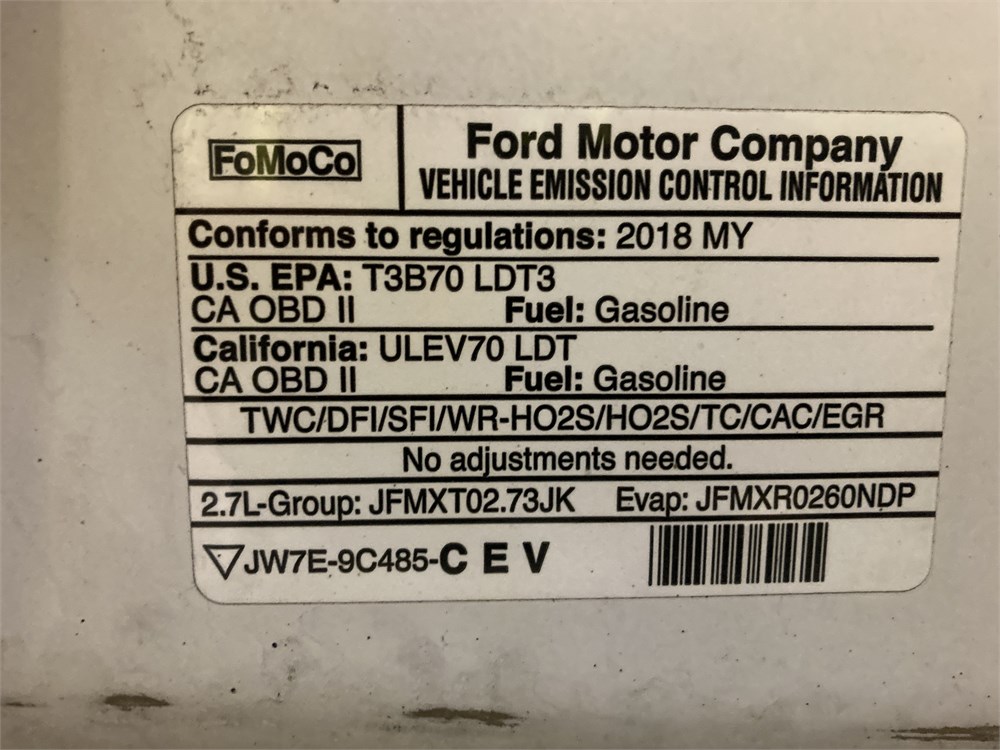 FoMoCo
Ford Motor Company
VEHICLE EMISSION CONTROL INFORMATION
Conforms to regulations: 2018 MY
U.S. EPA: T3B70 LDT3
CA OBD II Fuel: Gasoline
California: ULEV70 LDT
CA OBD II Fuel: Gasoline
TWC/DFI/SFI/WR-HO2S/HO2S/TC/CAC/EGR
No adjustments needed.
2.7L-Group: JFMXT02.73JK Evap: JFMXR0260NDP
JW7E-9C485-C E V